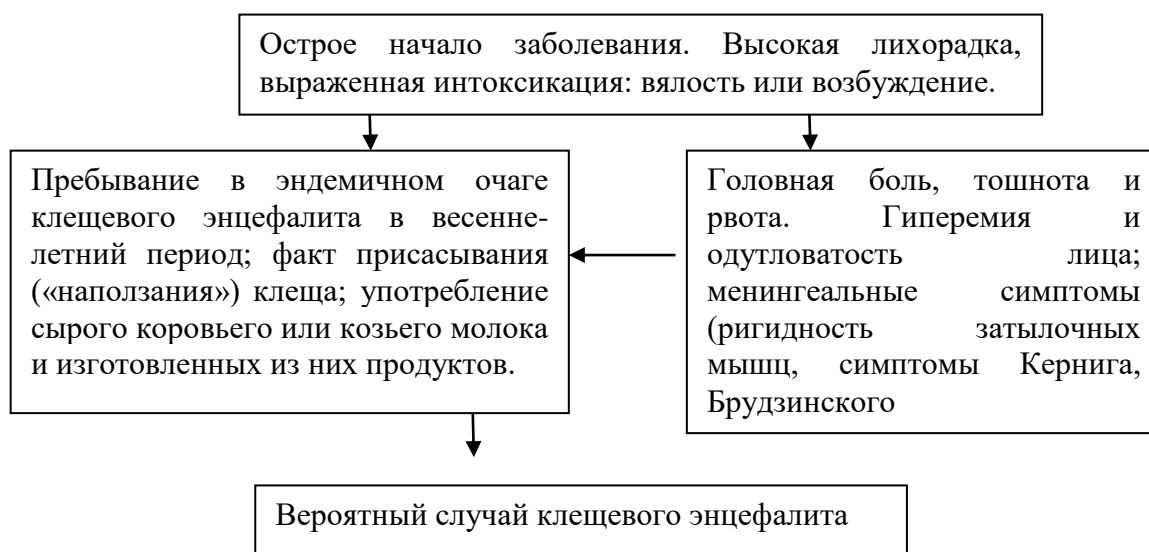 Острое начало заболевания. Высокая лихорадка,
выраженная интоксикация: вялость или возбуждение.
Пребывание в эндемичном очаге
клещевого энцефалита в весенне-
летний период; факт присасывания
(«наползания») клеща; употребление
сырого коровьего или козьего молока
и изготовленных из них продуктов.
Головная боль, тошнота и
рвота. Гиперемия и
одутловатость лица;
менингеальные симптомы
(ригидность затылочных
мышц, симптомы Кернига,
Брудзинского
Вероятный случай клещевого энцефалита